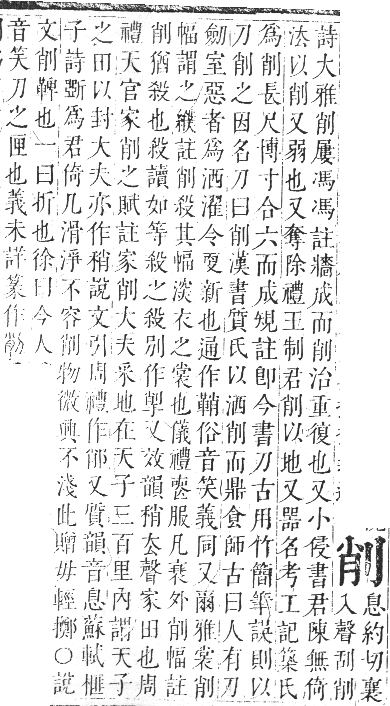 削 息約切襄入聲刮削
詩大雅削屢馮馮註牆成而削治重復也又小侵書君陳無倚
法以削又弱也又奪除禮王制君削以地又器名考工記築氏
爲削長尺博寸合六而成規註卽今書刀古用竹簡筆誤則以
刀削之因名刀曰削漢書質氏以洒削而鼎食師古曰人有刀
劒室惡者爲洒濯令更新也通作鞘俗音笑義同又爾雅裳削
幅謂之纀註削殺其幅深衣之裳也儀禮喪服凡衰外削幅註
削猶殺也殺讀如等殺之殺別作㓾又效韻稍去聲家田也周
禮天官家削之賦註家削大夫采地在天子三百里內謂天子
之田以封大夫亦作稍說文引周禮作䣂又質韻音息蘇軾榧
子詩斲爲君倚几滑淨不容削物微興不淺此贈毋輕擲○說
文削鞞也一曰折也徐曰今人
音笑刀之匣也義未詳篆作